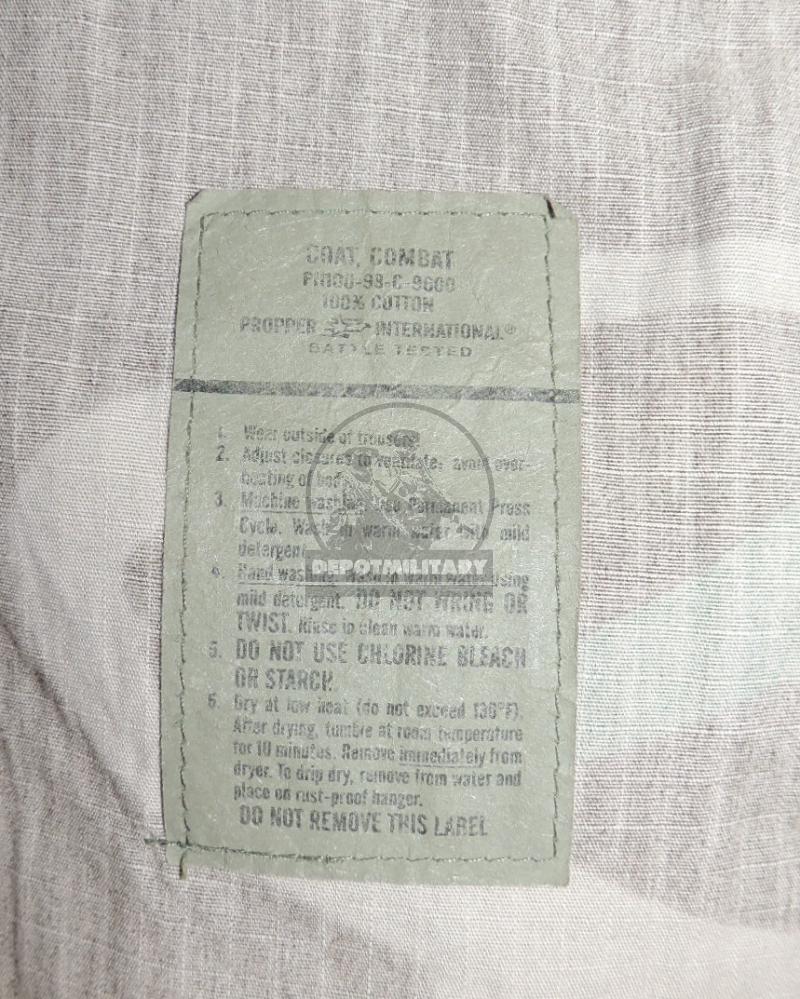 COAT, COMBAT
100% COTTON
PROPPER INTERNATIONAL®
BATTLE TESTED
1. Wear outside of trousers.
2. Adjust closures to ventilate; avoid over-
heating of body.
3. Machine washing: Use Permanent Press
Cycle. Wash in warm water with mild
detergent.
4. Hand washing: Wash in warm water using
mild detergent. DO NOT WRING OR
TWIST. Rinse in clean warm water.
5. DO NOT USE CHLORINE BLEACH
OR STARCH.
6. Dry at low heat (do not exceed 130°F).
After drying, tumble at room temperature
for 10 minutes. Remove immediately from
dryer. To drip dry, remove from water and
place on rust-proof hanger.
DO NOT REMOVE THIS LABEL
DEPOTMILITARY